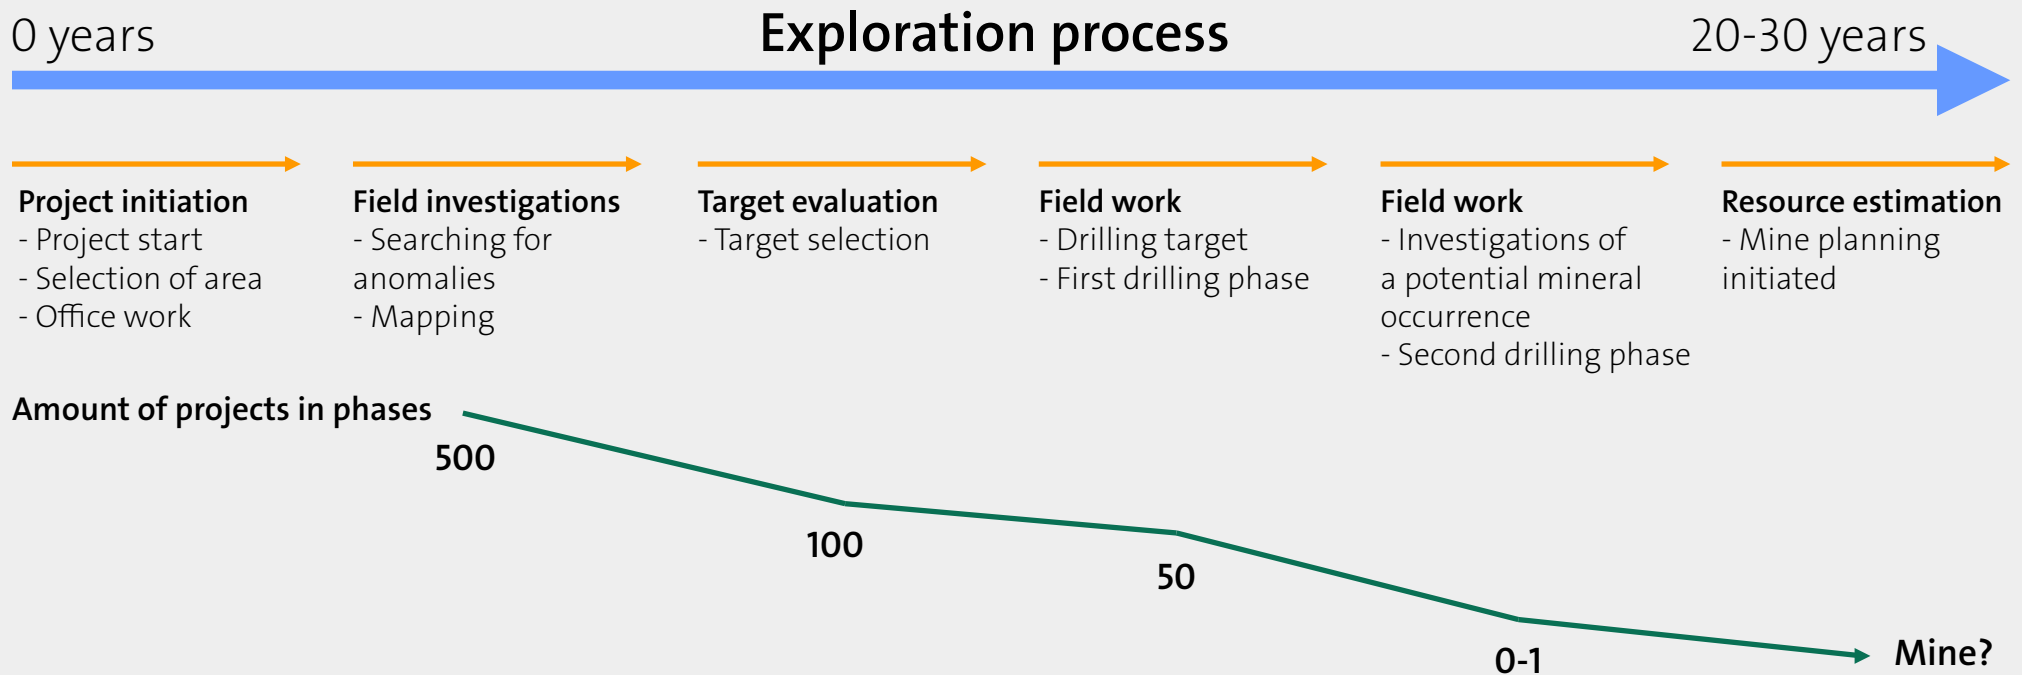 0 years
Exploration process
20-30 years
Project initiation
- Project start
- Selection of area
- Office work
Field investigations
- Searching for
anomalies
- Mapping
Target evaluation
- Target selection
Field work
- Drilling target
- First drilling phase
Field work
- Investigations of
a potential mineral
occurrence
- Second drilling phase
Resource estimation
- Mine planning
initiated
Amount of projects in phases
500
100
50
0-1
Mine?